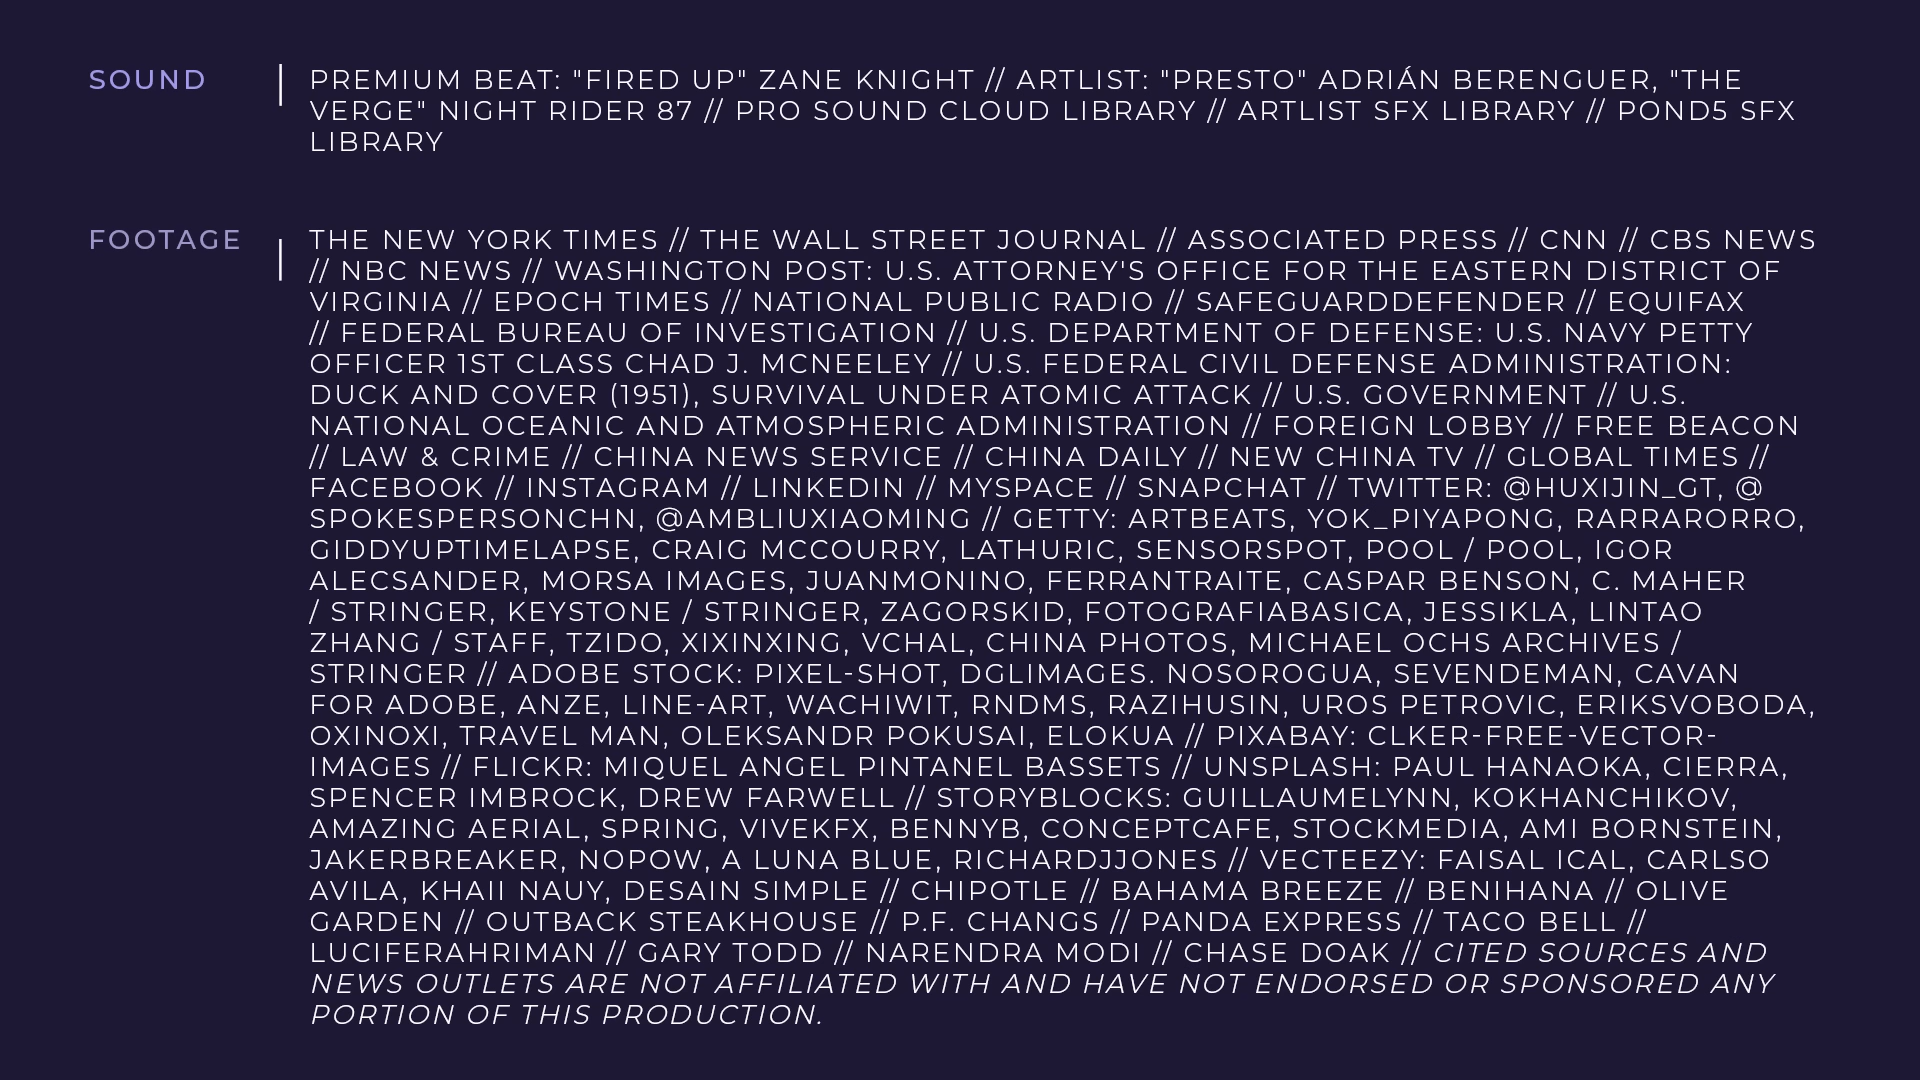 SOUND
PREMIUM BEAT: "FIRED UP" ZANE KNIGHT // ARTLIST: "PRESTO" ADRIÁN BERENGUER, "THE
VERGE" NIGHT RIDER 87 // PRO SOUND CLOUD LIBRARY // ARTLIST SFX LIBRARY // POND5 SFX
LIBRARY
FOOTAGE
THE NEW YORK TIMES // THE WALL STREET JOURNAL // ASSOCIATED PRESS // CNN // CBS NEWS
// NBC NEWS // WASHINGTON POST: U.S. ATTORNEY'S OFFICE FOR THE EASTERN DISTRICT OF
VIRGINIA // EPOCH TIMES // NATIONAL PUBLIC RADIO // SAFEGUARDDEFENDER // EQUIFAX
// FEDERAL BUREAU OF INVESTIGATION // U.S. DEPARTMENT OF DEFENSE: U.S. NAVY PETTY
OFFICER 1ST CLASS CHAD J. MCNEELEY // U.S. FEDERAL CIVIL DEFENSE ADMINISTRATION:
DUCK AND COVER (1951), SURVIVAL UNDER ATOMIC ATTACK // U.S. GOVERNMENT // U.S.
NATIONAL OCEANIC AND ATMOSPHERIC ADMINISTRATION // FOREIGN LOBBY // FREE BEACON
// LAW & CRIME // CHINA NEWS SERVICE // CHINA DAILY // NEW CHINA TV // GLOBAL TIMES //
FACEBOOK // INSTAGRAM // LINKEDIN // MYSPACE // SNAPCHAT // TWITTER: @HUXIJIN_GT, @
SPOKESPERSONCHN, @AMBLIUXIAOMING // GETTY: ARTBEATS, YOK_PIYAPONG, RARRARORRO,
GIDDYUPTIMELAPSE, CRAIG MCCOURRY, LATHURIC, SENSORSPOT, POOL / POOL, IGOR
ALECSANDER, MORSA IMAGES, JUANMONINO, FERRANTRAITE, CASPAR BENSON, C. MAHER
/ STRINGER, KEYSTONE / STRINGER, ZAGORSKID, FOTOGRAFIABASICA, JESSIKLA, LINTAO
ZHANG / STAFF, TZIDO, XIXINXING, VCHAL, CHINA PHOTOS, MICHAEL OCHS ARCHIVES /
STRINGER // ADOBE STOCK: PIXEL-SHOT, DGLIMAGES. NOSOROGUA, SEVENDEMAN, CAVAN
FOR ADOBE, ANZE, LINE-ART, WACHIWIT, RNDMS, RAZIHUSIN, UROS PETROVIC, ERIKSVOBODA,
OXINOXI, TRAVEL MAN, OLEKSANDR POKUSAI, ELOKUA // PIXABAY: CLKER-FREE-VECTOR-
IMAGES // FLICKR: MIQUEL ANGEL PINTANEL BASSETS // UNSPLASH: PAUL HANAOKA, CIERRA,
SPENCER IMBROCK, DREW FARWELL // STORYBLOCKS: GUILLAUMELYNN, KOKHANCHIKOV,
AMAZING AERIAL, SPRING, VIVEKFX, BENNYB, CONCEPTCAFE, STOCKMEDIA, AMI BORNSTEIN,
JAKERBREAKER, NOPOW, A LUNA BLUE, RICHARDJJONES // VECTEEZY: FAISAL ICAL, CARLSO
AVILA, KHAII NAUY, DESAIN SIMPLE // CHIPOTLE // BAHAMA BREEZE // BENIHANA // OLIVE
GARDEN // OUTBACK STEAKHOUSE // P.F. CHANGS // PANDA EXPRESS // TACO BELL //
LUCIFERAHRIMAN // GARY TODD // NARENDRA MODI // CHASE DOAK // CITED SOURCES AND
NEWS OUTLETS ARE NOT AFFILIATED WITH AND HAVE NOT ENDORSED OR SPONSORED ANY
PORTION OF THIS PRODUCTION.